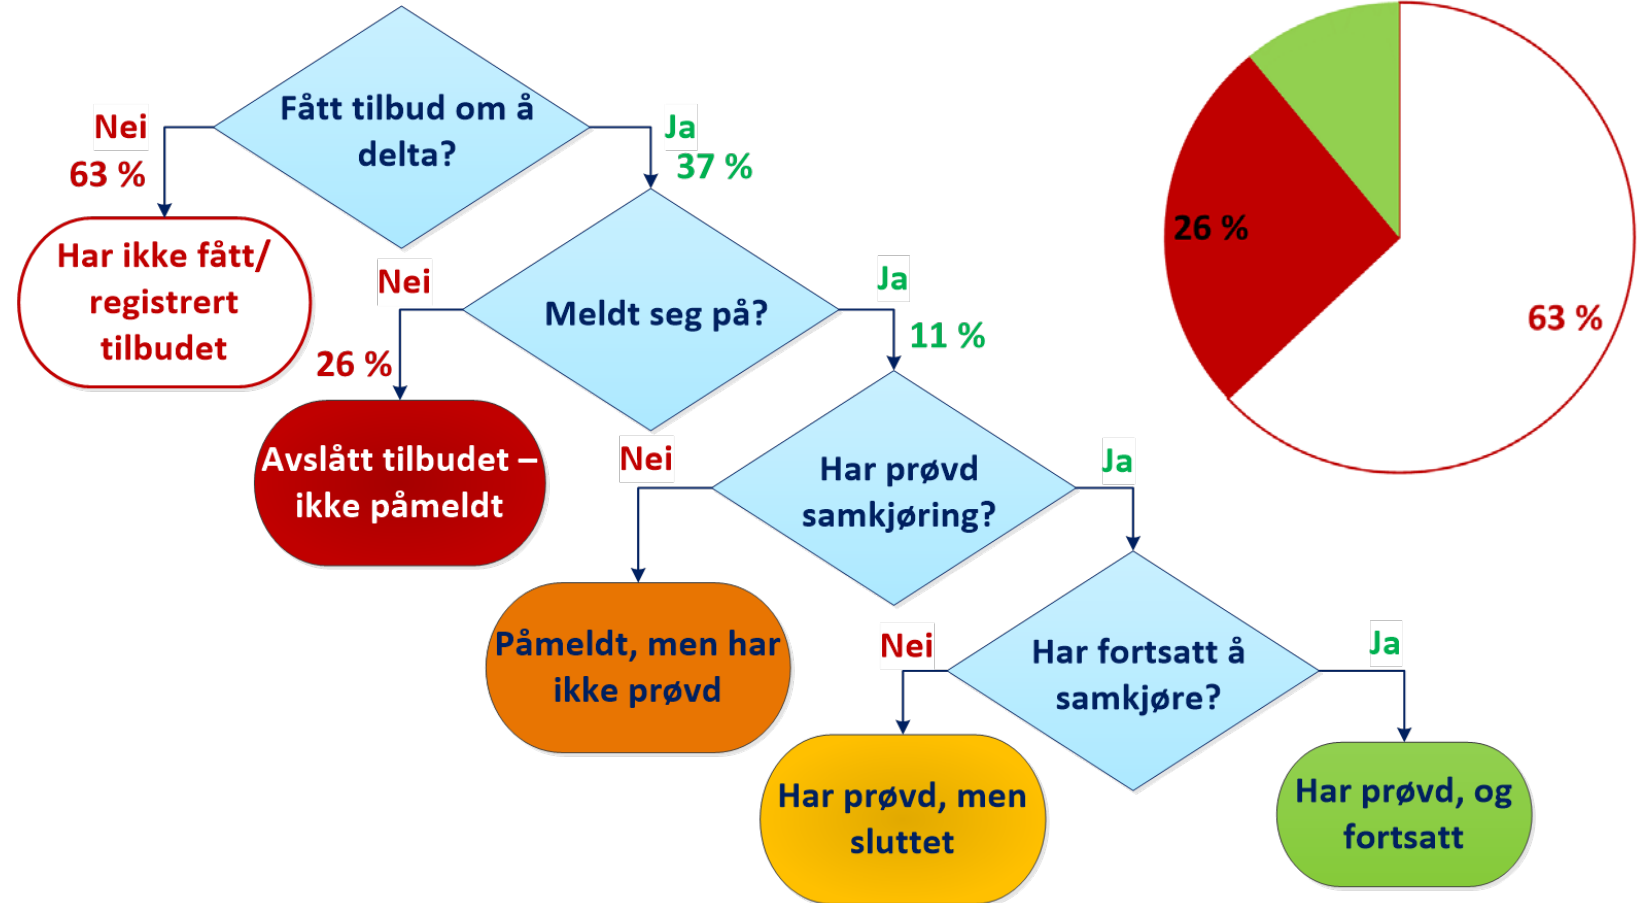 Fått tilbud om å
delta?
Nei
63 %
Ja
37 %
Har ikke fått/
registrert
tilbudet
Meldt seg på?
Nei
26 %
Ja
11 %
Avslått tilbudet –
ikke påmeldt
Har prøvd
samkjøring?
Nei
Ja
Påmeldt, men har
ikke prøvd
Har fortsatt å
samkjøre?
Nei
Ja
Har prøvd, men
sluttet
Har prøvd, og
fortsatt
26 %
63 %